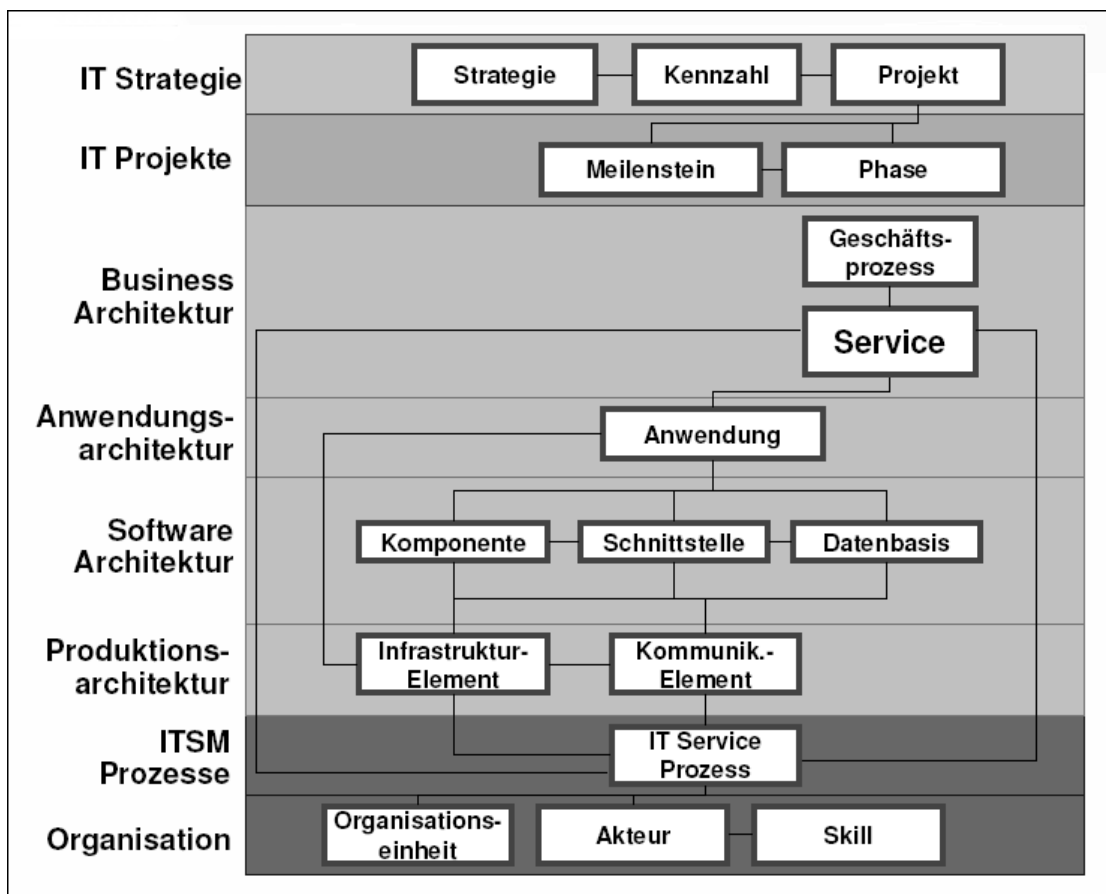 IT Strategie
Strategie
Kennzahl
Projekt
IT Projekte
Meilenstein
Phase
Business
Architektur
Geschäfts-
prozess
Service
Anwendungs-
architektur
Anwendung
Software
Architektur
Komponente
Schnittstelle
Datenbasis
Produktions-
architektur
Infrastruktur-
Element
Kommunik.-
Element
ITSM
Prozesse
IT Service
Prozess
Organisation
Organisations-
einheit
Akteur
Skill